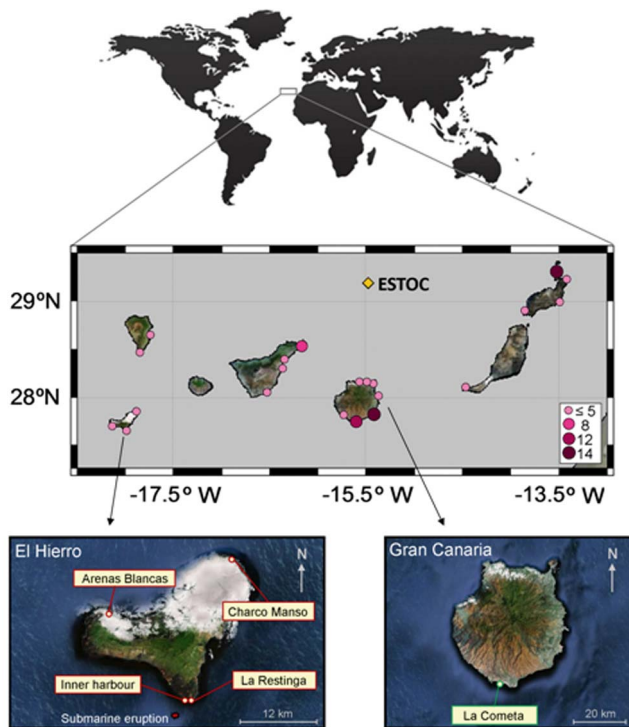 ESTOC
29ºN
28ºN
≤ 5
8
12
14
-17.5º W
-15.5º W
-13.5º W
El Hierro
N
Arenas Blancas
Charco Manso
Inner harbour
La Restinga
Submarine eruption
12 km
Gran Canaria
N
La Cometa
20 km